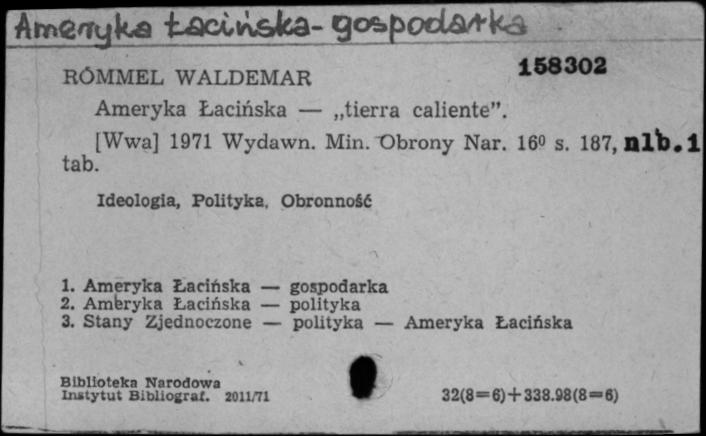 Ameryka Łacińska - gospodarka
158302
RÓMMEL WALDEMAR
Ameryka Łacińska — „tierra caliente”.
[Wwa] 1971 Wydawn. Min. Obrony Nar. 16º s. 187, nlb. 1
tab.
Ideologia, Polityka, Obronność
1. Ameryka Łacińska — gospodarka
2. Ameryka Łacińska — polityka
3. Stany Zjednoczone — polityka — Ameryka Łacińska
Biblioteka Narodowa
Instytut Bibliograf. 2011/71
32(8=6)+338.98(8=6)